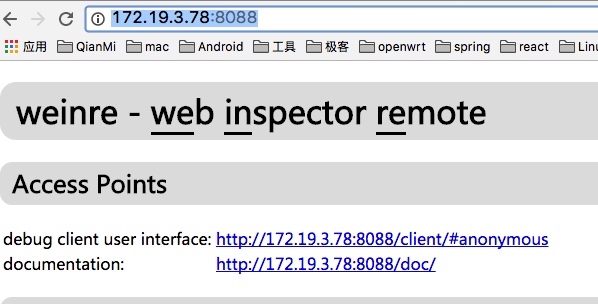 172.19.3.78:8088
应用 QianMi mac Android 工具 极客 openwrt spring react
weinre - web inspector remote
Access Points
debug client user interface: http://172.19.3.78:8088/client/#anonymous
documentation: http://172.19.3.78:8088/doc/